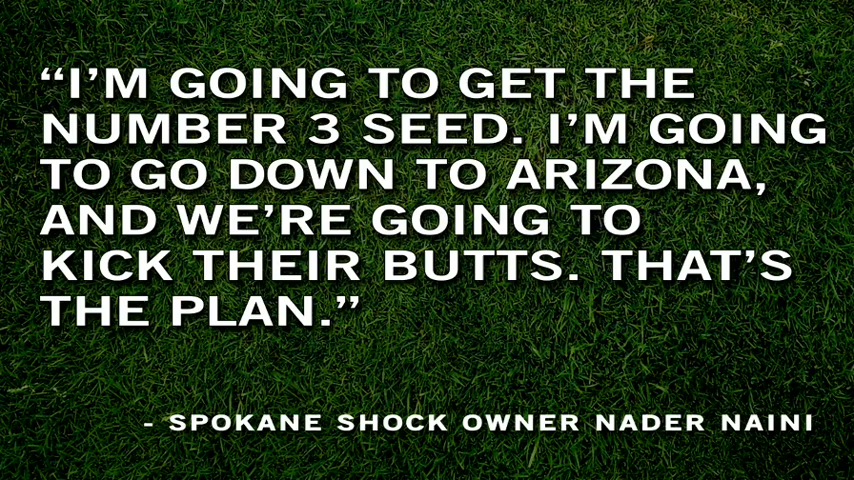 “I’M GOING TO GET THE
NUMBER 3 SEED. I’M GOING
TO GO DOWN TO ARIZONA,
AND WE’RE GOING TO
KICK THEIR BUTTS. THAT’S
THE PLAN.”
- SPOKANE SHOCK OWNER NADER NAINI